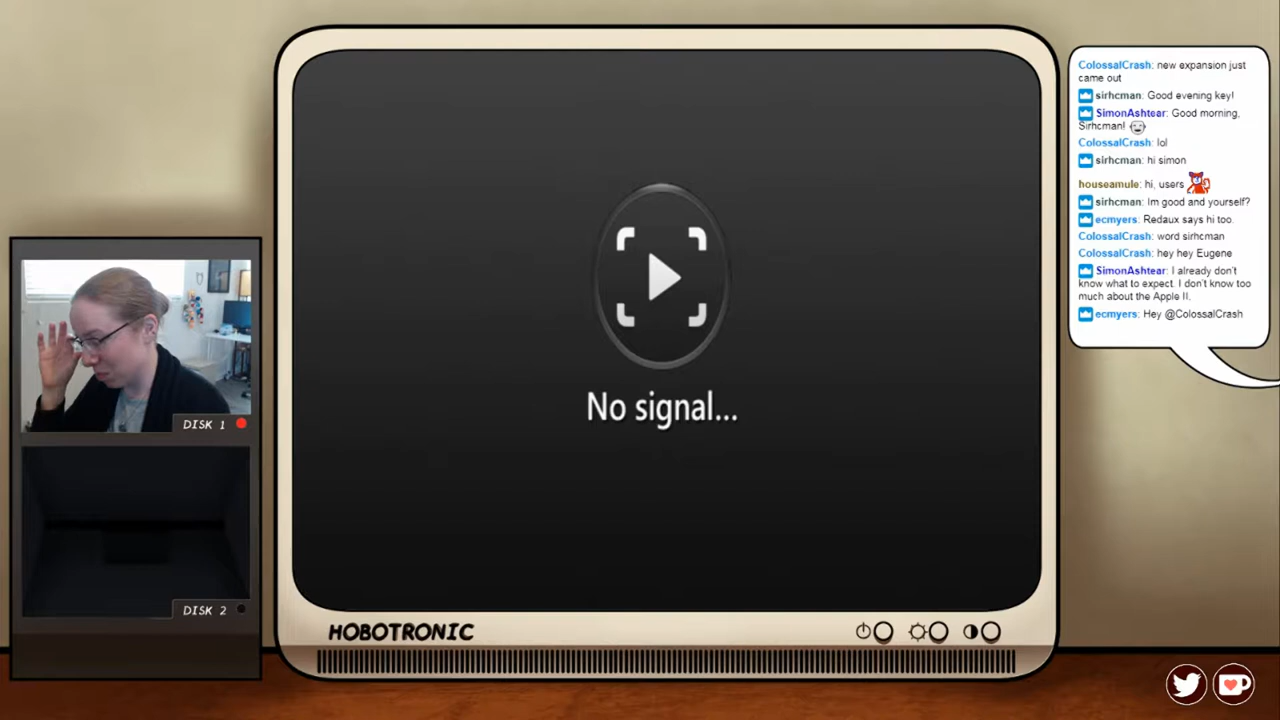 ColossalCrash: new expansion just
came out
sirhcman: Good evening key!
SimonAshtear: Good morning,
Sirhcman!
ColossalCrash: lol
sirhcman: hi simon
houseamule: hi, users
sirhcman: Im good and yourself?
ecmyers: Redaux says hi too.
ColossalCrash: word sirhcman
ColossalCrash: hey hey Eugene
SimonAshtear: I already don't
know what to expect. I don't know too
much about the Apple II.
ecmyers: Hey @ColossalCrash
No signal...
DISK 1
DISK 2
HOBOTRONIC